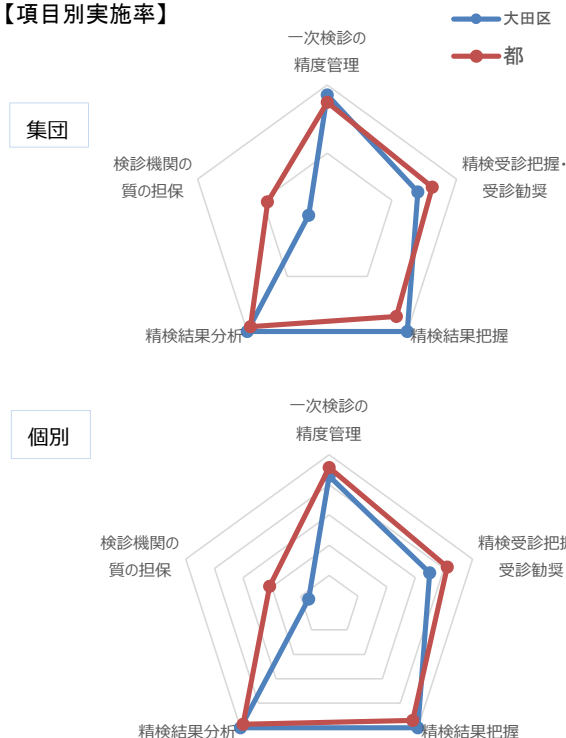 【項目別実施率】
大田区
都
集団
一次検診の
精度管理
精検受診把握・
受診勧奨
精検結果把握
精検結果分析
検診機関の
質の担保
個別
一次検診の
精度管理
精検受診把
受診勧奨
精検結果把握
精検結果分析
検診機関の
質の担保